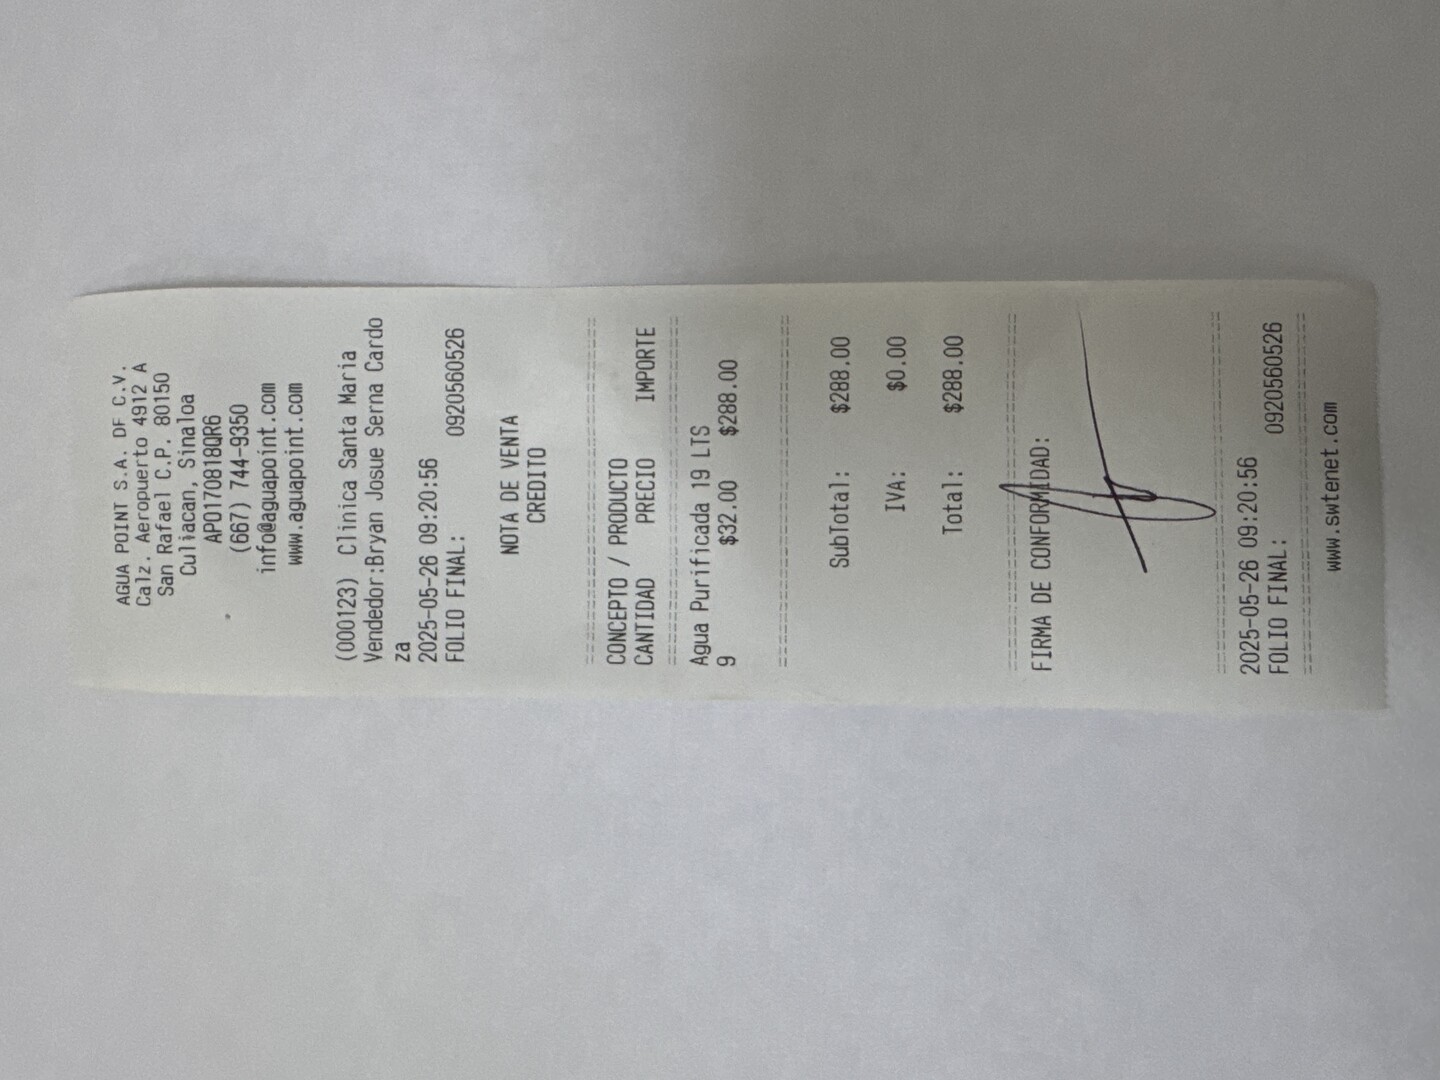 AGUA POINT S.A. DF C.V.
Calz. Aeropuerto 4912 A
San Rafael C.P. 80150
Culiacan, Sinaloa
APO170818QR6
(667) 744-9350
info@aguapoint.com
www.aguapoint.com
(000123) Clinica Santa Maria
Vendedor:Bryan Josue Serna Cardo
za
2025-05-26 09:20:56
FOLIO FINAL: 0920560526
NOTA DE VENTA
CREDITO
CONCEPTO / PRODUCTO
CANTIDAD PRECIO IMPORTE
Agua Purificada 19 LTS
9 $32.00 $288.00
SubTotal: $288.00
IVA: $0.00
Total: $288.00
FIRMA DE CONFORMIDAD:
2025-05-26 09:20:56
FOLIO FINAL: 0920560526
www.swtenet.com